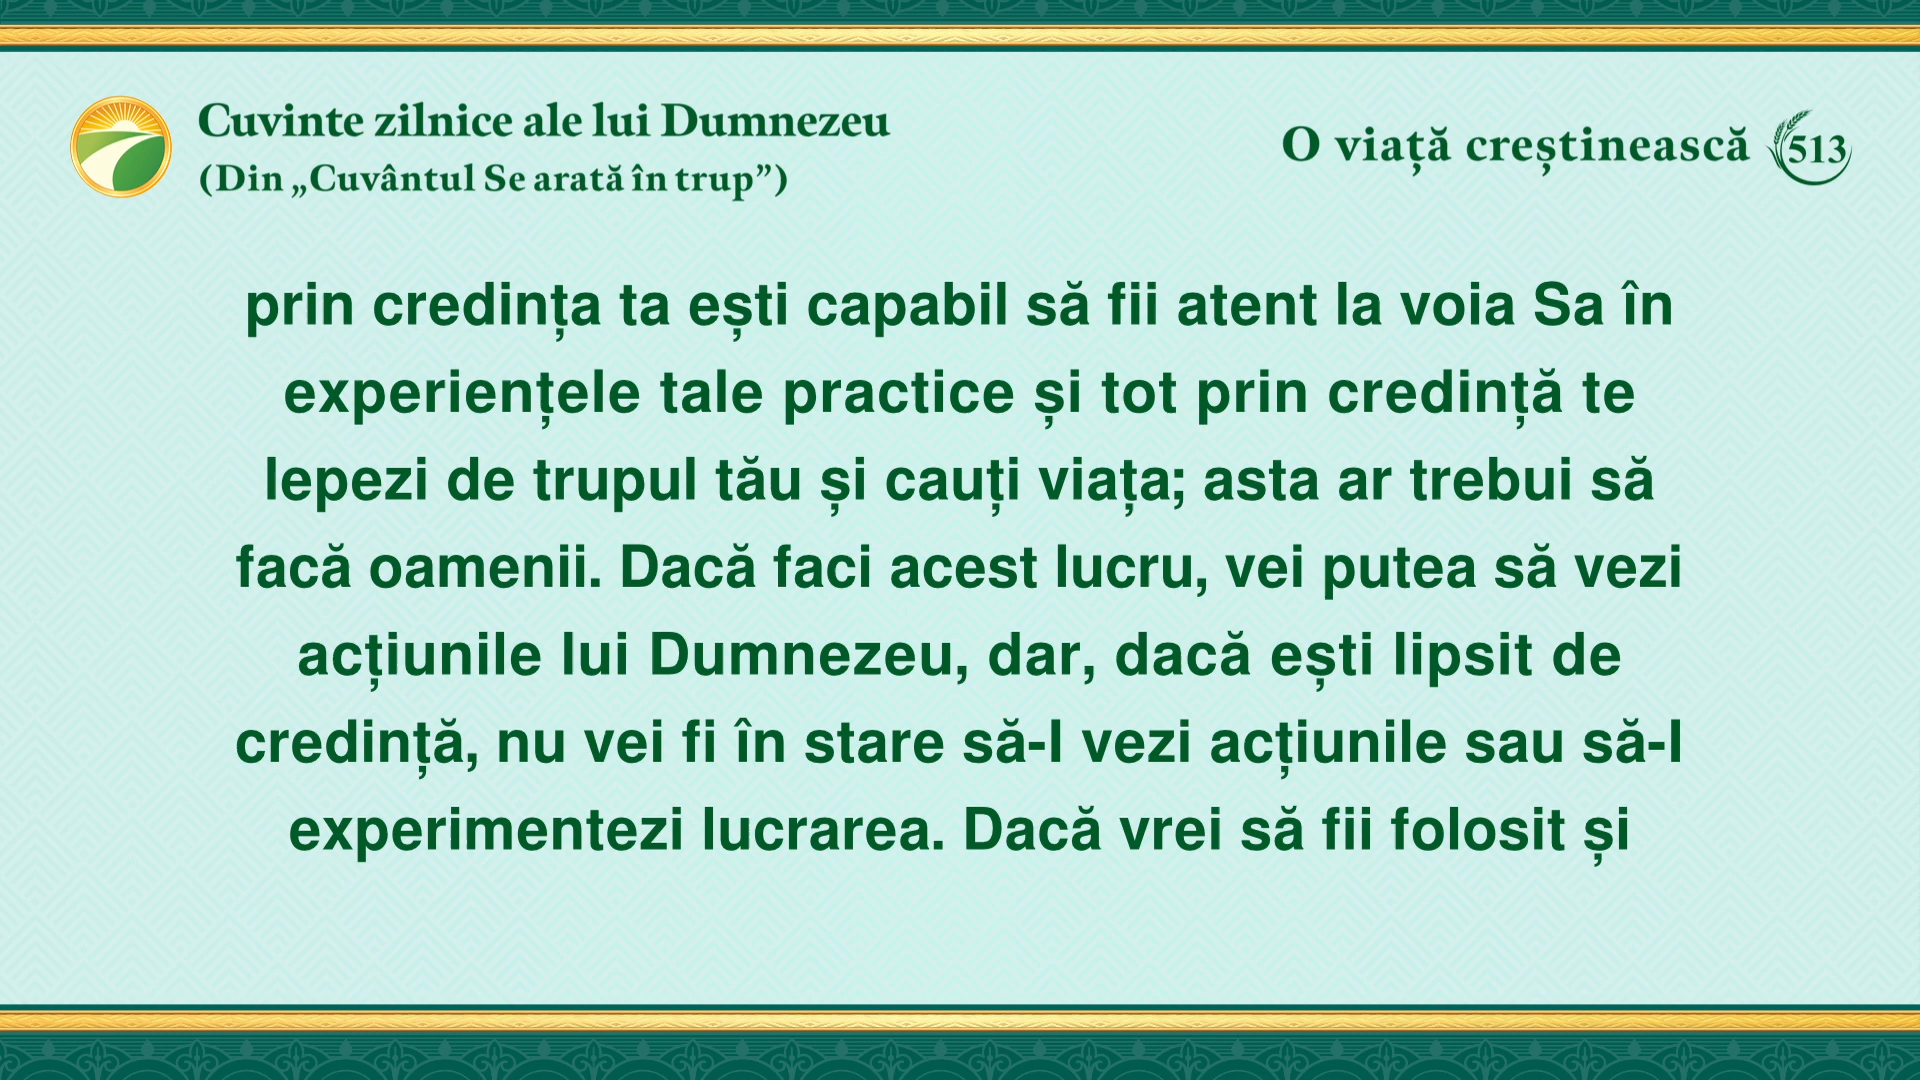 Cuvinte zilnice ale lui Dumnezeu
(Din „Cuvântul Se arată în trup”)
O viață creștinească 513
prin credința ta ești capabil să fii atent la voia Sa în
experiențele tale practice și tot prin credință te
lepezi de trupul tău și cauți viața; asta ar trebui să
facă oamenii. Dacă faci acest lucru, vei putea să vezi
acțiunile lui Dumnezeu, dar, dacă ești lipsit de
credință, nu vei fi în stare să-I vezi acțiunile sau să-I
experimentezi lucrarea. Dacă vrei să fii folosit și